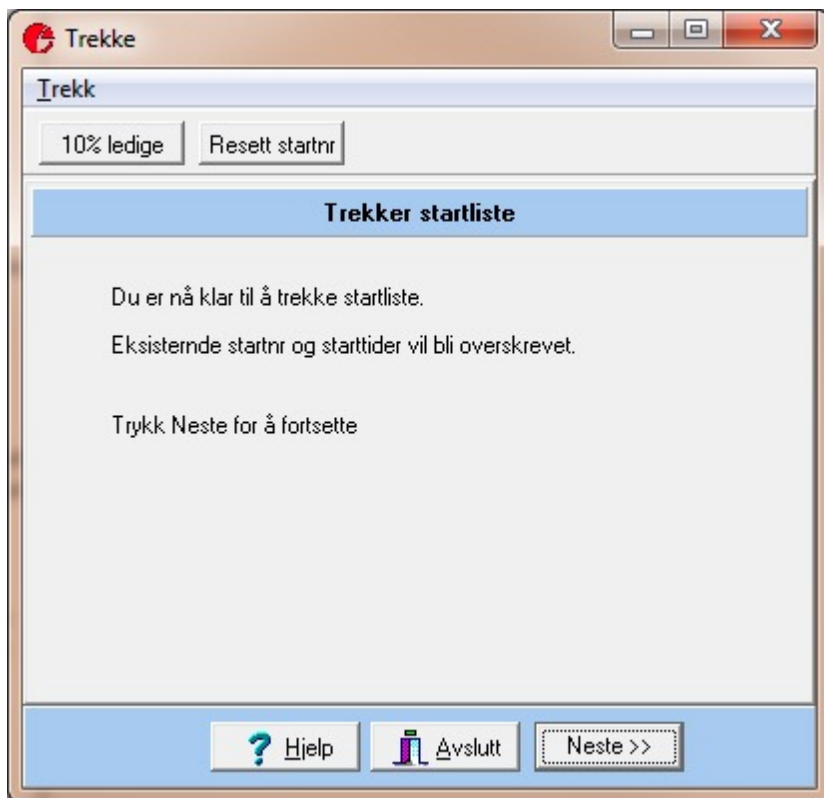 Trekke
Trekk
10% ledige Resett startnr
Trekker startliste
Du er nå klar til å trekke startliste.
Eksisternde startnr og starttider vil bli overskrevet.
Trykk Neste for å fortsette
? Hjelp Avslutt Neste >>